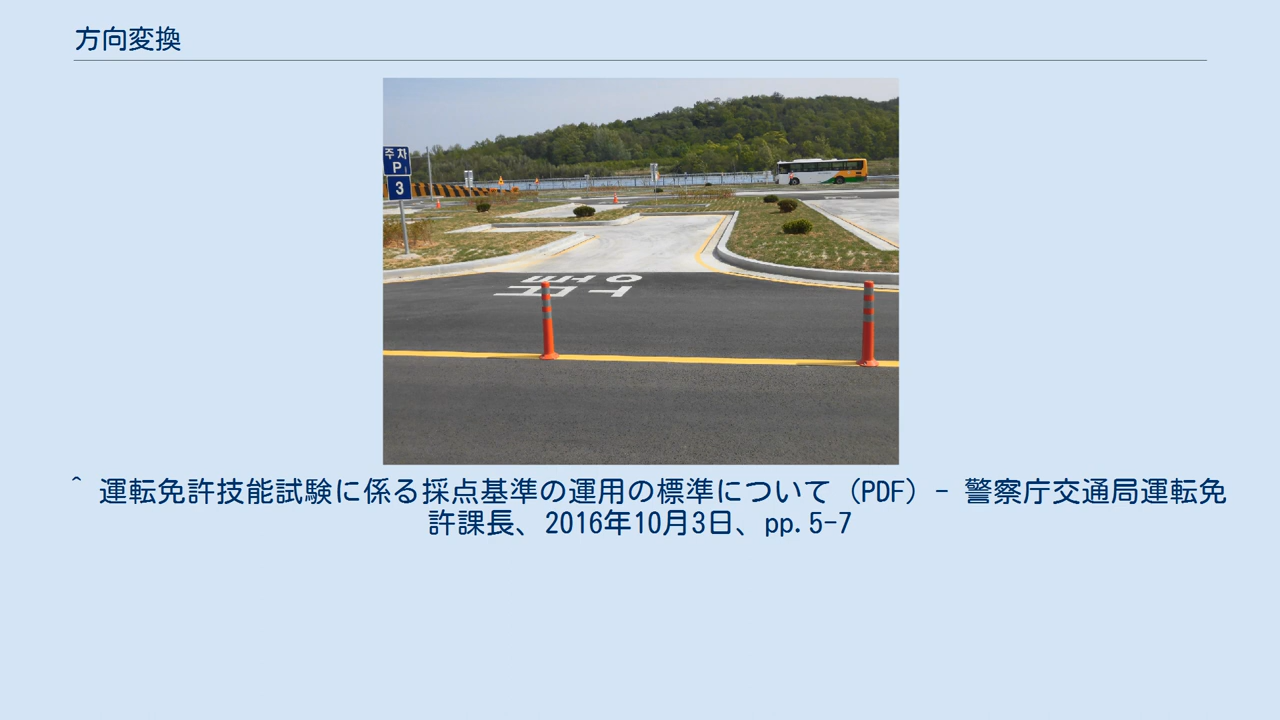 方向変換
주차
P
3
^ 運転免許技能試験に係る採点基準の運用の標準について（PDF）- 警察庁交通局運転免
許課長、2016年10月3日、pp.5-7